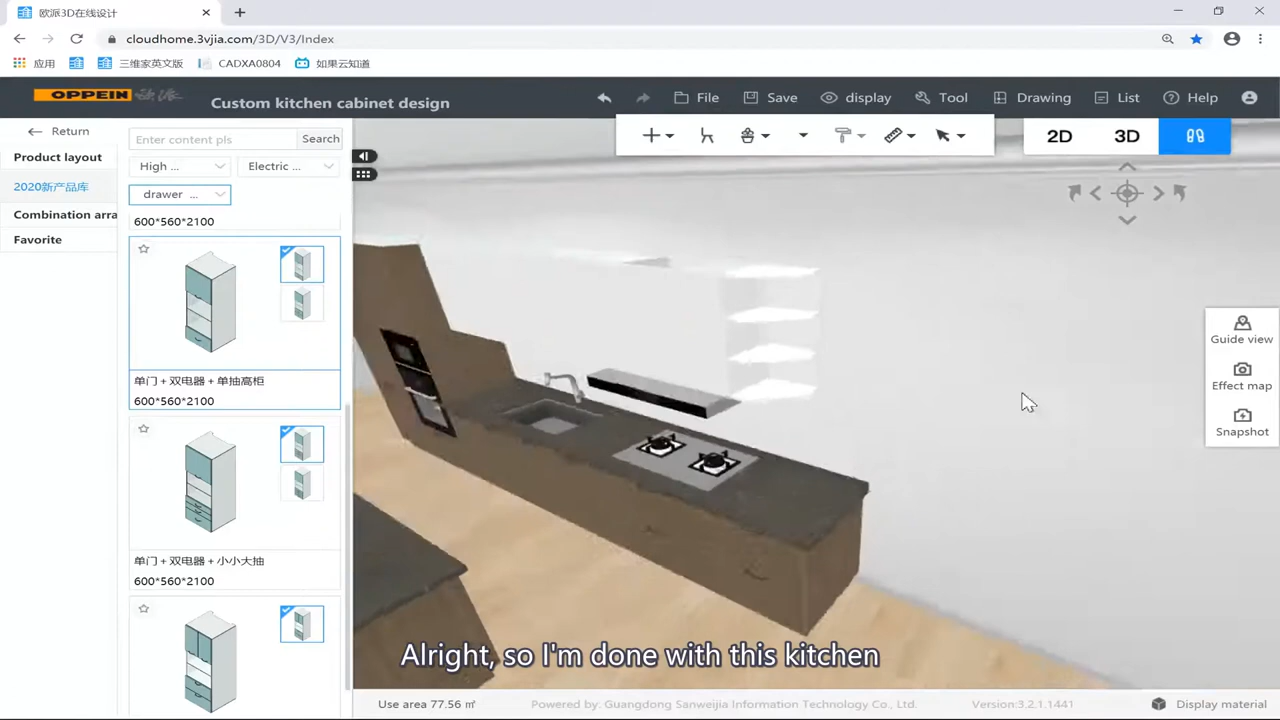 欧派3D在线设计
cloudhome.3vjia.com/3D/V3/Index
应用
三维家英文版
CADXA0804
如果云知道
OPPEIN 欧派
Custom kitchen cabinet design
File
Save
display
Tool
Drawing
List
Help
Return
Enter content pls
Search
2D
3D
Product layout
High ...
Electric ...
2020新产品库
drawer ...
Combination arra
600*560*2100
Favorite
单门 + 双电器 + 单抽高柜
600*560*2100
单门 + 双电器 + 小小大抽
600*560*2100
Guide view
Effect map
Snapshot
Alright, so I'm done with this kitchen
Use area 77.56 ㎡
Powered by. Guangdong Sanweijia Information Technology Co., Ltd.
Version:3.2.1.1441
Display material